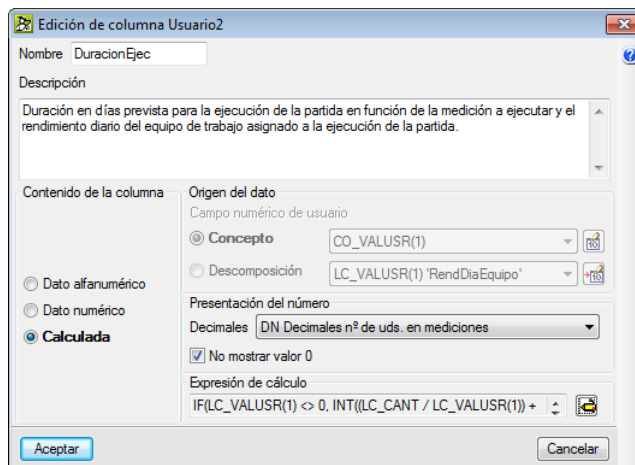 Edición de columna Usuario2
Nombre DuracionEjec
Descripción
Duración en días prevista para la ejecución de la partida en función de la medición a ejecutar y el
rendimiento diario del equipo de trabajo asignado a la ejecución de la partida.
Contenido de la columna
Origen del dato
Campo numérico de usuario
Concepto CO_VALUSR(1)
Descomposición LC_VALUSR(1) 'RendDiaEquipo'
Dato alfanumérico
Dato numérico
Calculada
Presentación del número
Decimales DN Decimales nº de uds. en mediciones
No mostrar valor 0
Expresión de cálculo
IF(LC_VALUSR(1) <> 0, INT((LC_CANT / LC_VALUSR(1)) +
Aceptar Cancelar